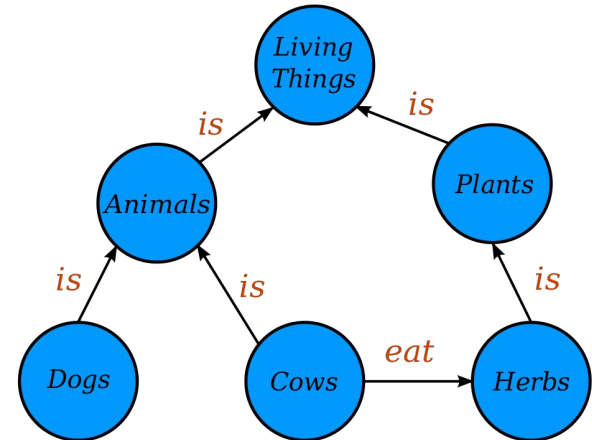 Living
Things
is
is
Animals
Plants
is
is
is
eat
Dogs
Cows
Herbs